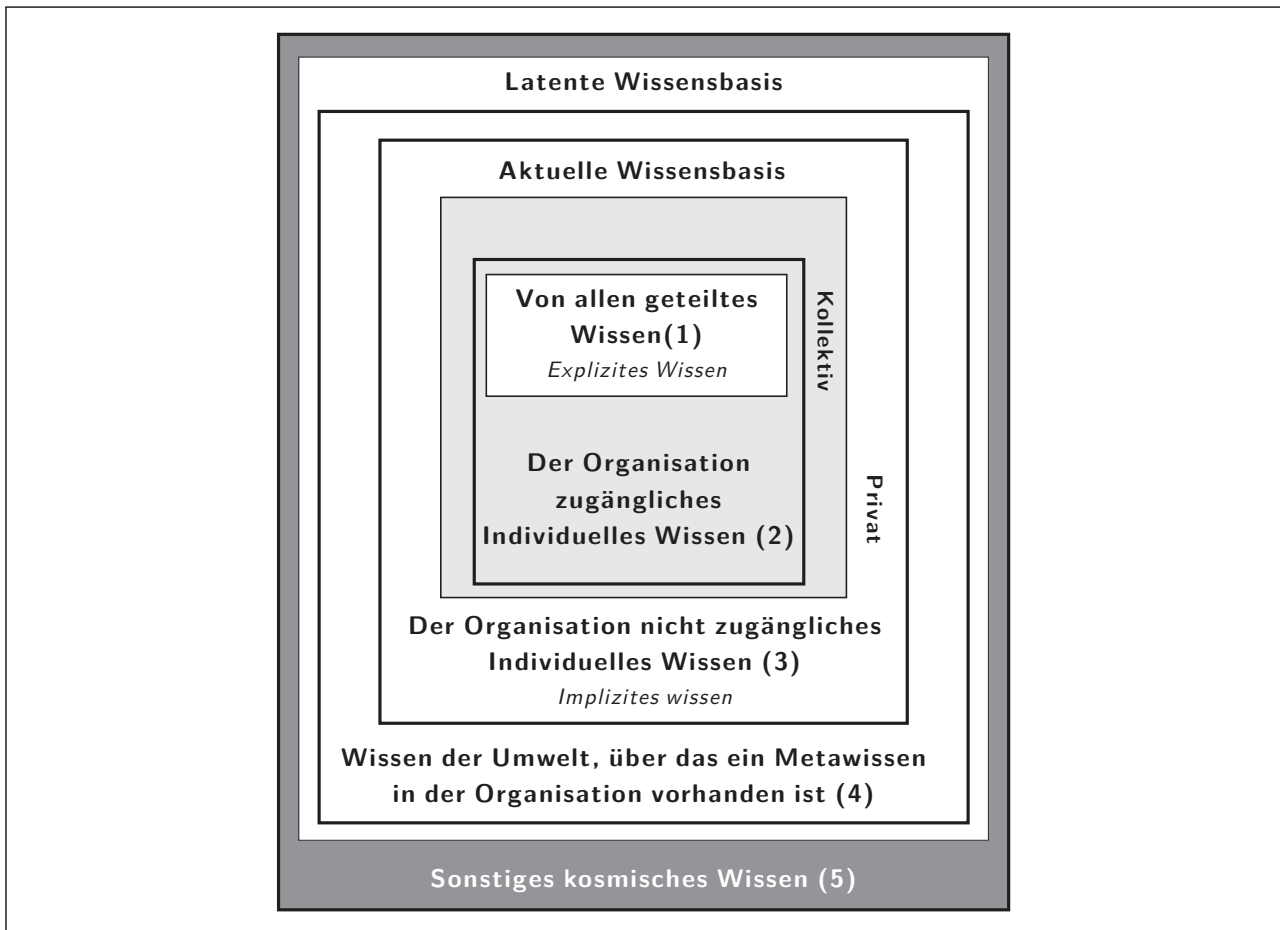 Latente Wissensbasis
Aktuelle Wissensbasis
Von allen geteiltes
Wissen(1)
Explizites Wissen
Kollektiv
Der Organisation
zugängliches
Individuelles Wissen (2)
Privat
Der Organisation nicht zugängliches
Individuelles Wissen (3)
Implizites wissen
Wissen der Umwelt, über das ein Metawissen
in der Organisation vorhanden ist (4)
Sonstiges kosmisches Wissen (5)